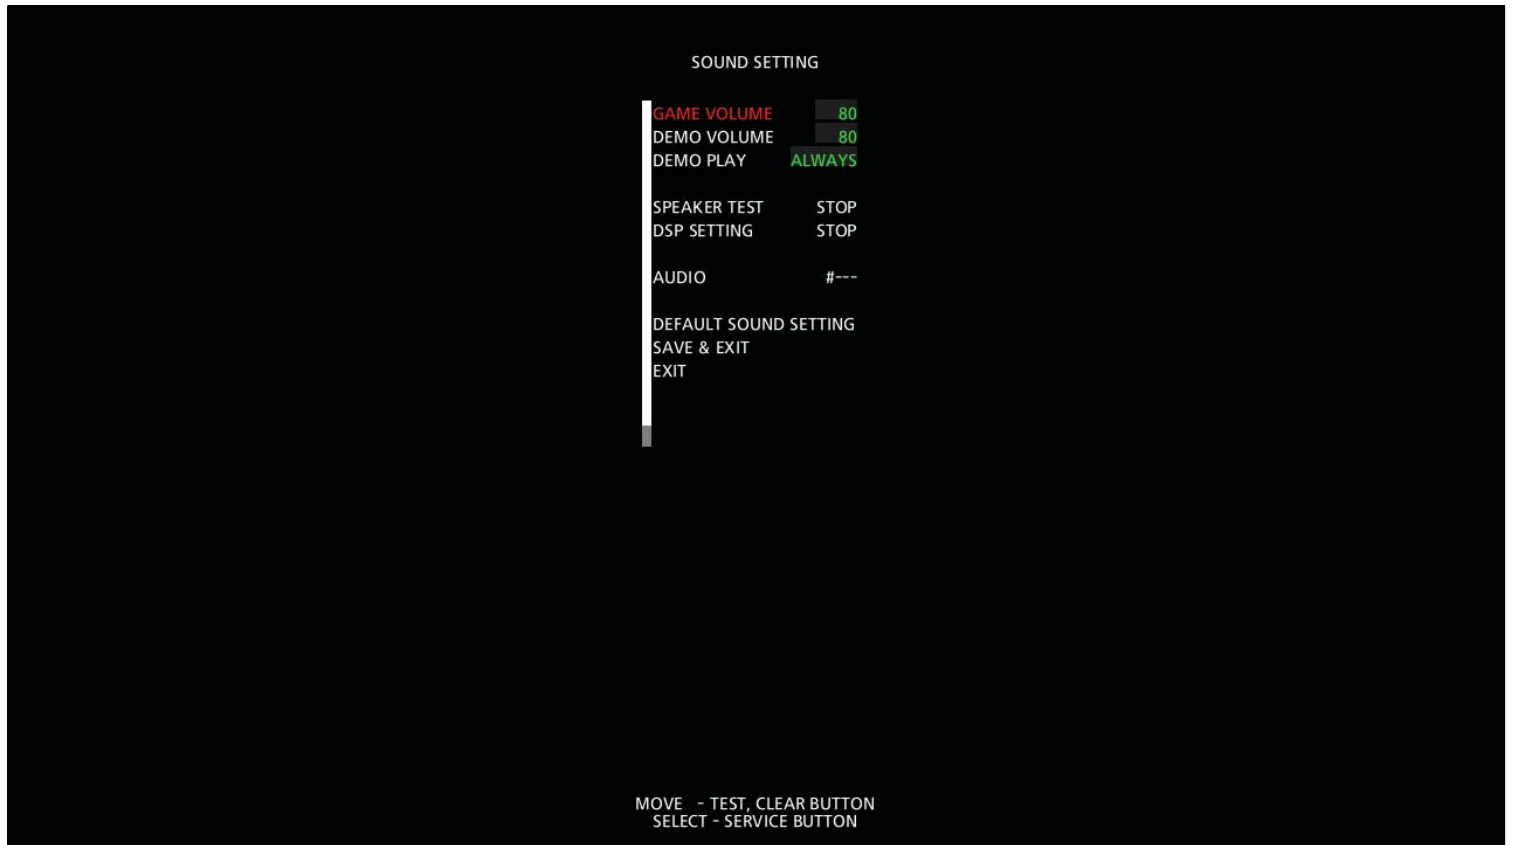 SOUND SETTING
GAME VOLUME 80
DEMO VOLUME 80
DEMO PLAY ALWAYS
SPEAKER TEST STOP
DSP SETTING STOP
AUDIO #---
DEFAULT SOUND SETTING
SAVE & EXIT
EXIT
MOVE - TEST, CLEAR BUTTON
SELECT - SERVICE BUTTON